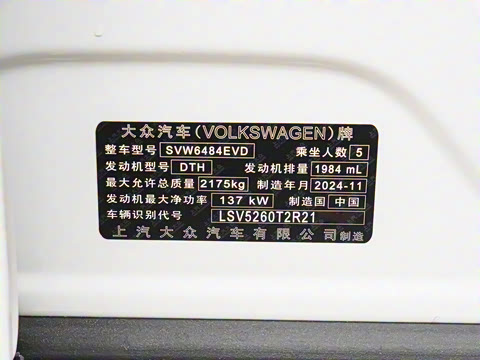 大众汽车(VOLKSWAGEN)牌
整车型号 SVW6484EVD 乘坐人数 5
发动机型号 DTH 发动机排量 1984 mL
最大允许总质量 2175kg 制造年月 2024-11
发动机最大净功率 137 kW 制造国 中国
车辆识别代号 LSV5260T2R21
上汽大众汽车有限公司制造